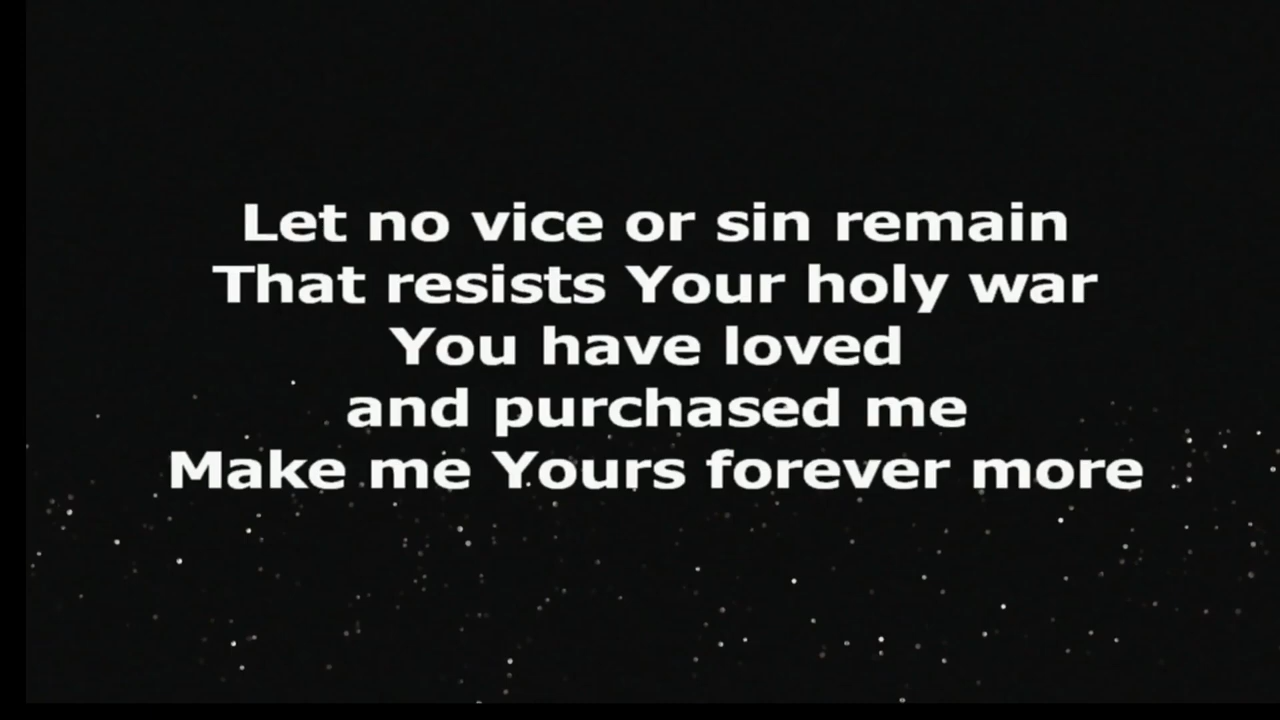 Let no vice or sin remain
That resists Your holy war
You have loved
and purchased me
Make me Yours forever more